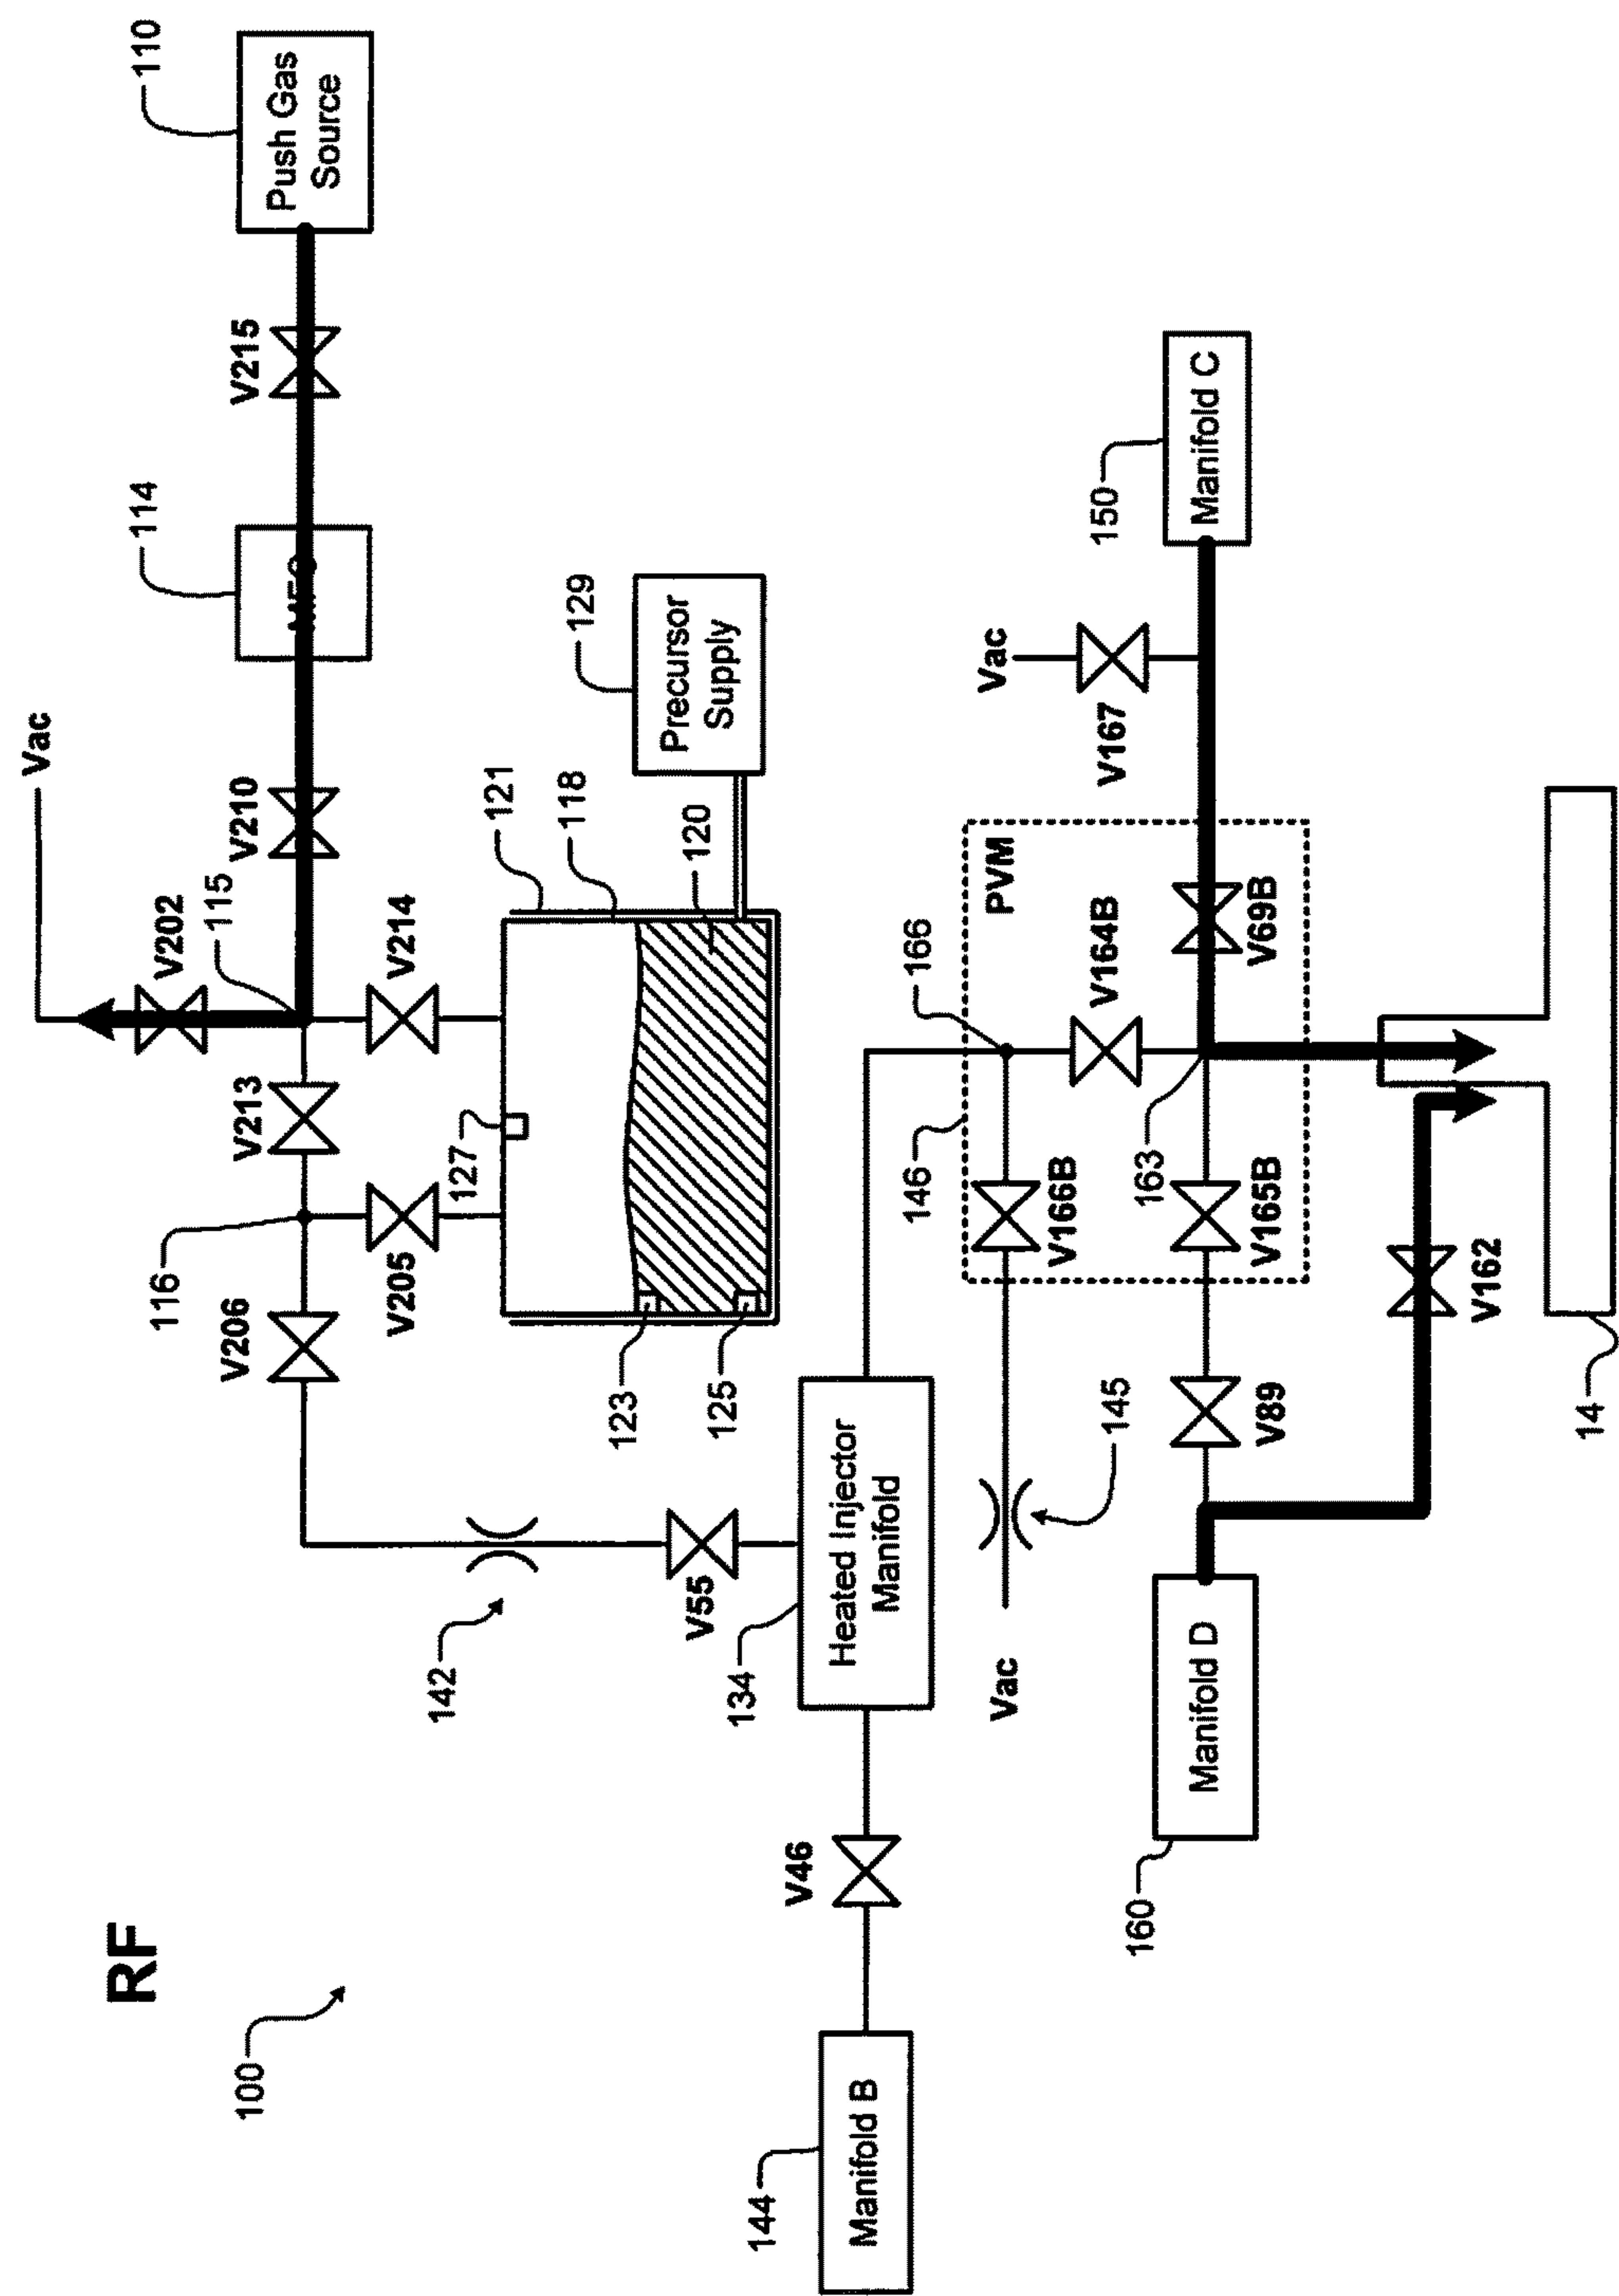 RF
100
Vac
110
114
V202
115
V210
V215
116
V206
V213
Push Gas
Source
V205
V214
142
127
121
118
129
123
125
120
Precursor
Supply
V55
134
Heated Injector
Manifold
144
Manifold B
V46
146
166
PVM
Vac
V166B
V164B
Vac
V167
150
145
163
160
Manifold D
Manifold C
V89
V165B
V69B
V162
14